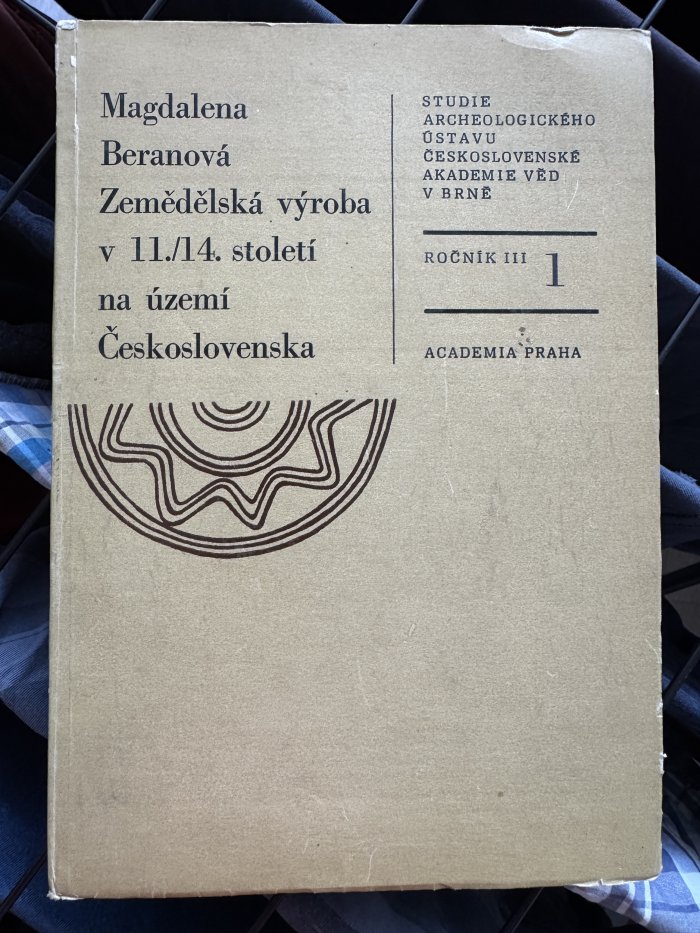 Magdalena
Beranová
Zemědělská výroba
v 11./14. století
na území
Československa
STUDIE
ARCHEOLOGICKÉHO
ÚSTAVU
ČESKOSLOVENSKÉ
AKADEMIE VĚD
V BRNĚ
ROČNÍK III 1
ACADEMIA PRAHA